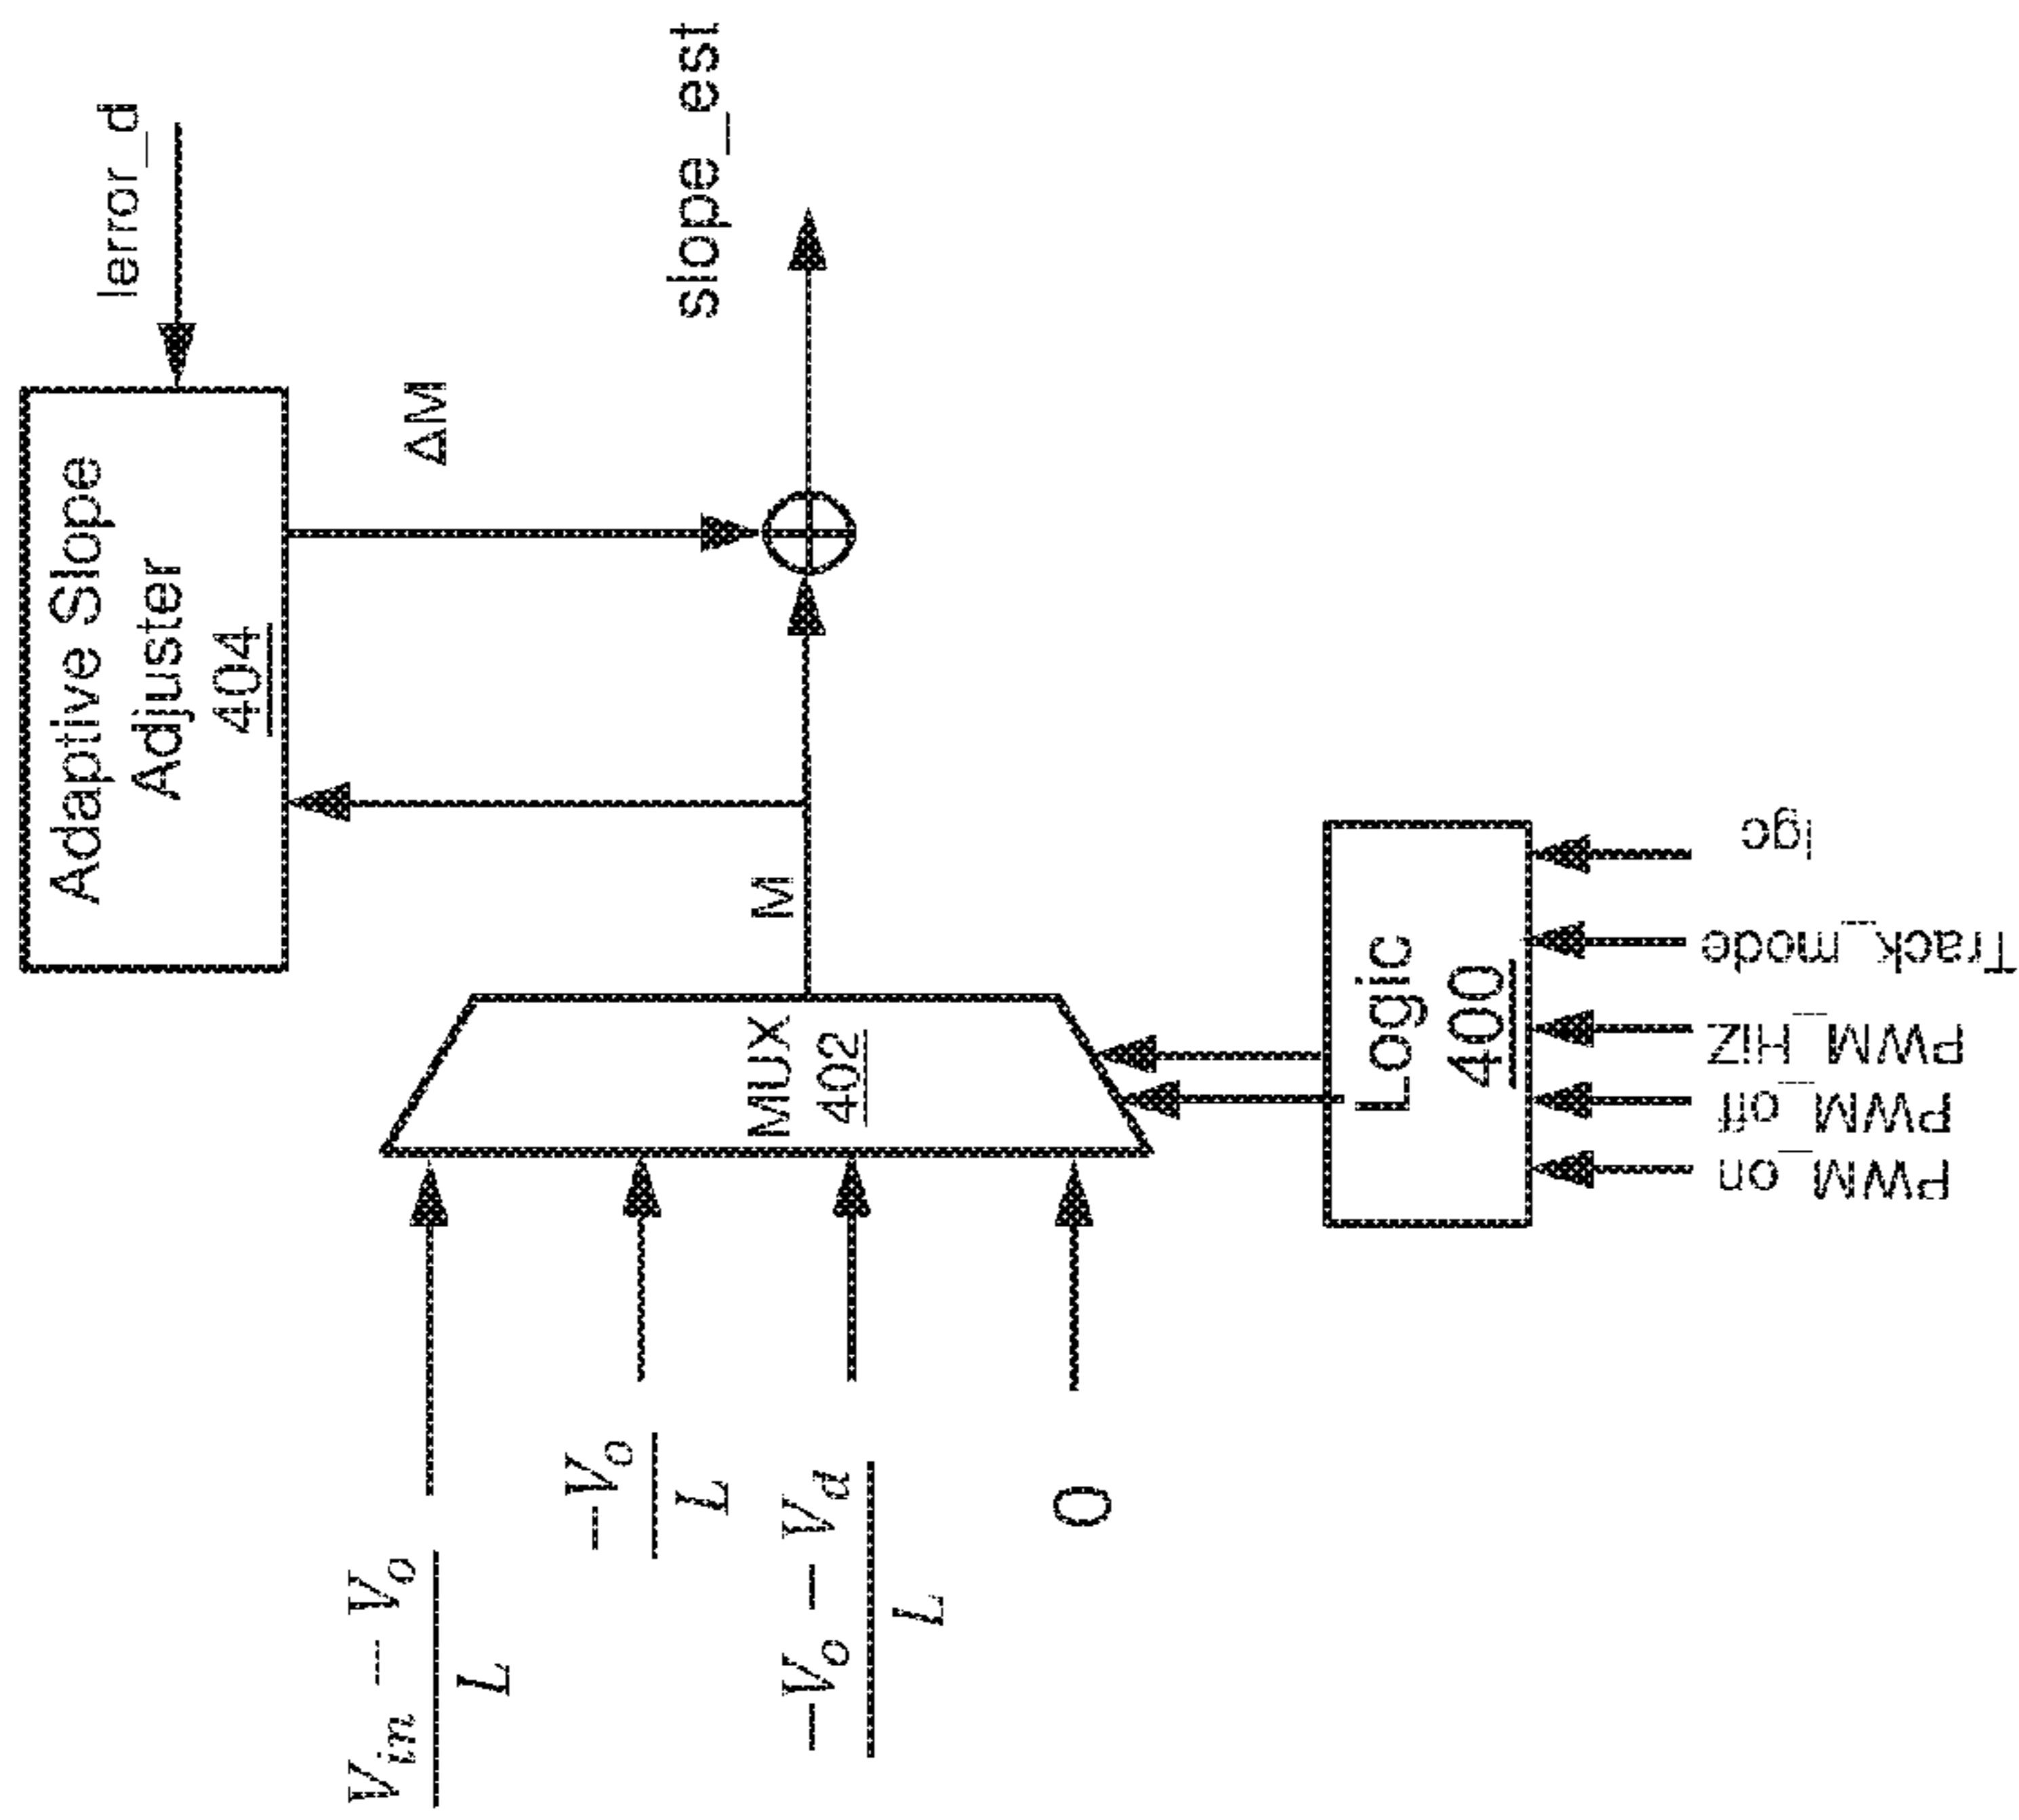 Adaptive Slope
Adjuster
404
Ierror_d
ΔM
slope_est
M
MUX
402
V_in − V_o
L
−V_o
L
−V_o − V_d
L
0
Logic
400
PWM_on
PWM_off
PWM_HiZ
Track_mode
igc